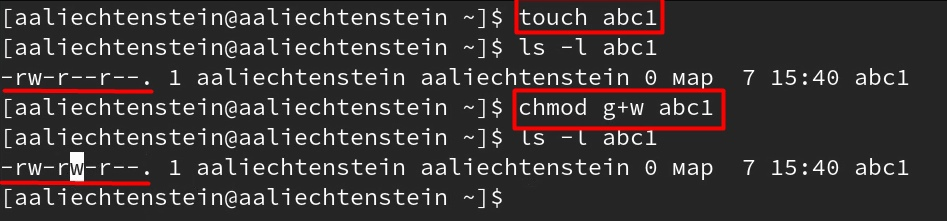 [aaliechtenstein@aaliechtenstein ~]$ touch abc1
[aaliechtenstein@aaliechtenstein ~]$ ls -l abc1
-rw-r--r--. 1 aaliechtenstein aaliechtenstein 0 мар  7 15:40 abc1
[aaliechtenstein@aaliechtenstein ~]$ chmod g+w abc1
[aaliechtenstein@aaliechtenstein ~]$ ls -l abc1
-rw-rw-r--. 1 aaliechtenstein aaliechtenstein 0 мар  7 15:40 abc1
[aaliechtenstein@aaliechtenstein ~]$